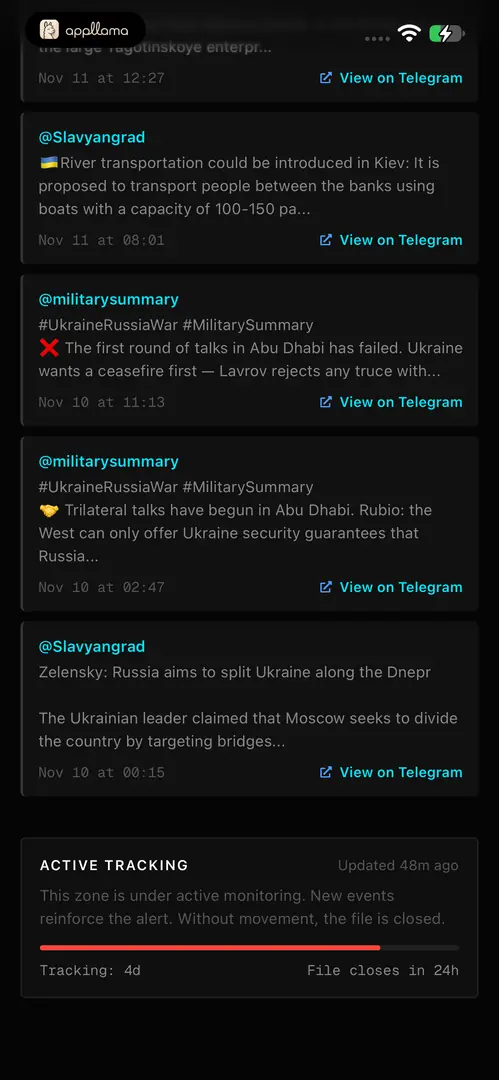 appllama
the large Yagotinskoye enterpr...
Nov 11 at 12:27 View on Telegram
@Slavyangrad
🇺🇦River transportation could be introduced in Kiev: It is
proposed to transport people between the banks using
boats with a capacity of 100-150 pa...
Nov 11 at 08:01 View on Telegram
@militarysummary
#UkraineRussiaWar #MilitarySummary
❌ The first round of talks in Abu Dhabi has failed. Ukraine
wants a ceasefire first — Lavrov rejects any truce with...
Nov 10 at 11:13 View on Telegram
@militarysummary
#UkraineRussiaWar #MilitarySummary
🤝 Trilateral talks have begun in Abu Dhabi. Rubio: the
West can only offer Ukraine security guarantees that
Russia...
Nov 10 at 02:47 View on Telegram
@Slavyangrad
Zelensky: Russia aims to split Ukraine along the Dnepr
The Ukrainian leader claimed that Moscow seeks to divide
the country by targeting bridges...
Nov 10 at 00:15 View on Telegram
ACTIVE TRACKING Updated 48m ago
This zone is under active monitoring. New events
reinforce the alert. Without movement, the file is closed.
Tracking: 4d File closes in 24h